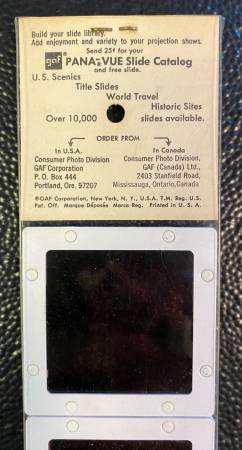 Build your slide library.
Add enjoyment and variety to your projection shows.
Send 25¢ for your
gaf PANA-VUE Slide Catalog
and free slide.
U.S. Scenics
Title Slides
World Travel
Historic Sites
Over 10,000 slides available.
ORDER FROM
In U.S.A. In Canada
Consumer Photo Division Consumer Photo Division,
GAF Corporation GAF (Canada) Ltd.,
P.O. Box 444 2403 Stanfield Road,
Portland, Ore. 97207 Mississauga, Ontario, Canada
®GAF Corporation, New York, N. Y., U.S.A. T.M. Reg. U.S.
Pat. Off. Marque Déposée Marca Reg. Printed in U. S. A.